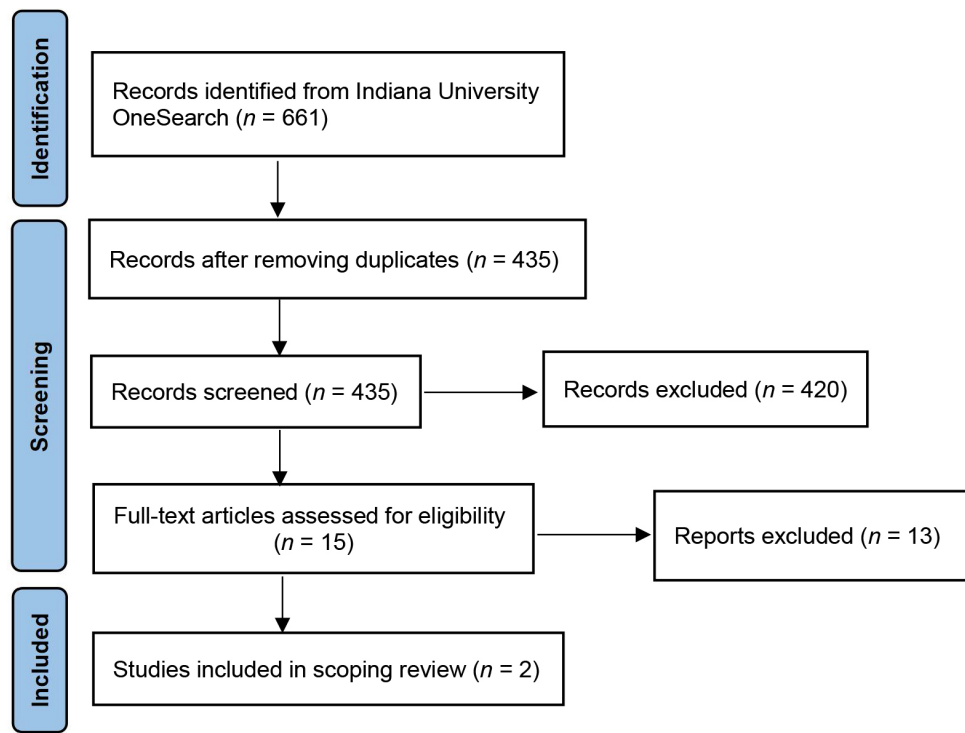 Identification
Records identified from Indiana University
OneSearch (n = 661)
Screening
Records after removing duplicates (n = 435)
Records screened (n = 435)
Records excluded (n = 420)
Full-text articles assessed for eligibility
(n = 15)
Reports excluded (n = 13)
Included
Studies included in scoping review (n = 2)